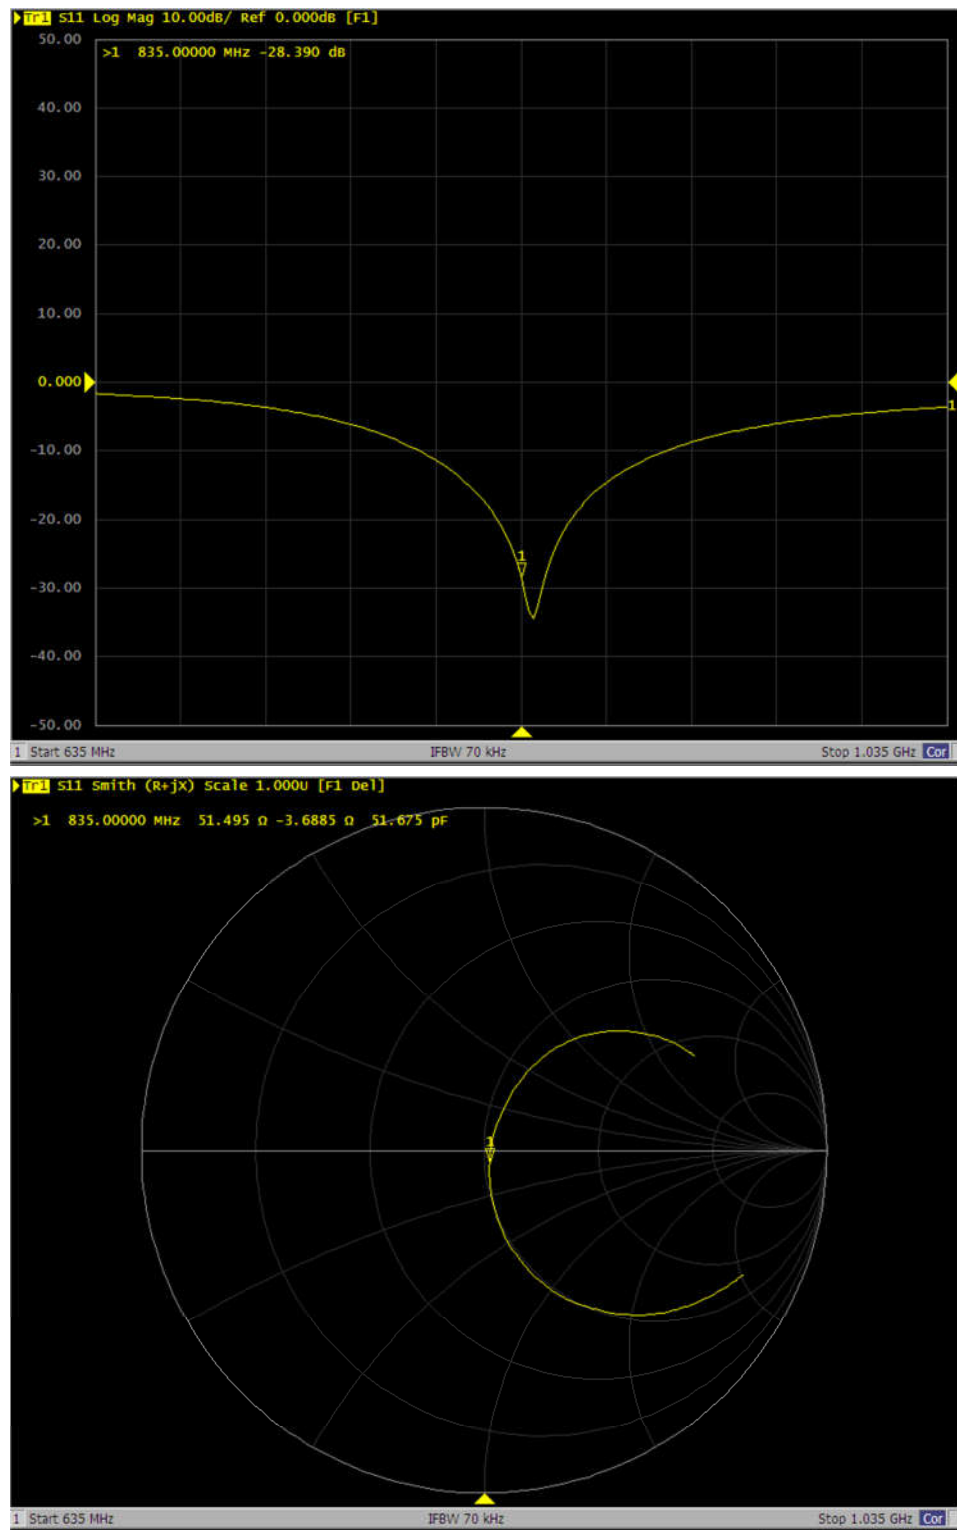 Tr1 S11 Log Mag 10.00dB/ Ref 0.000dB [F1]
50.00
>1 835.00000 MHz -28.390 dB
40.00
30.00
20.00
10.00
0.000
1
-10.00
-20.00
1
-30.00
-40.00
-50.00
1 Start 635 MHz IFBW 70 kHz Stop 1.035 GHz Cor
Tr1 S11 Smith (R+jX) Scale 1.000U [F1 Del]
>1 835.00000 MHz 51.495 Ω -3.6885 Ω 51.675 pF
1
1 Start 635 MHz IFBW 70 kHz Stop 1.035 GHz Cor